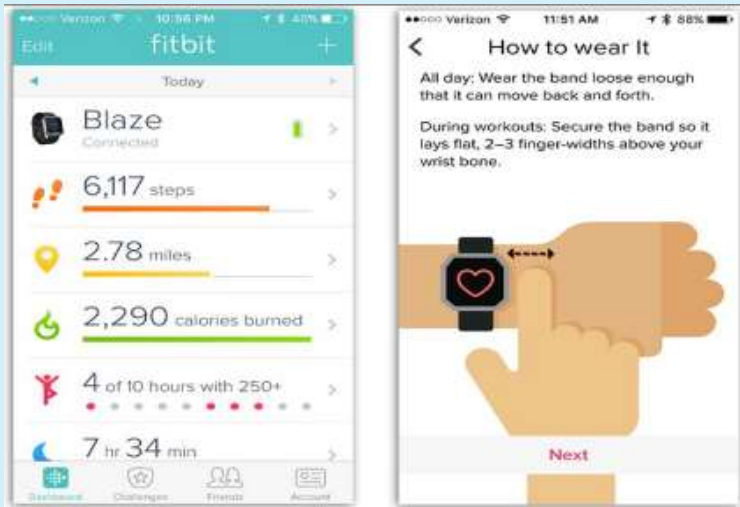 Verizon 10:56 PM 40%
Edit fitbit +
Today
Blaze
Connected
6,117 steps
2.78 miles
2,290 calories burned
4 of 10 hours with 250+
7 hr 34 min
Dashboard Challenges Friends Account
Verizon 11:51 AM 88%
How to wear It
All day: Wear the band loose enough
that it can move back and forth.
During workouts: Secure the band so it
lays flat, 2–3 finger-widths above your
wrist bone.
Next